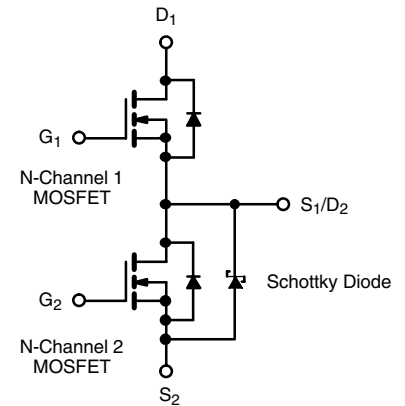 D1
G1
N-Channel 1
MOSFET
S1/D2
G2
Schottky Diode
N-Channel 2
MOSFET
S2